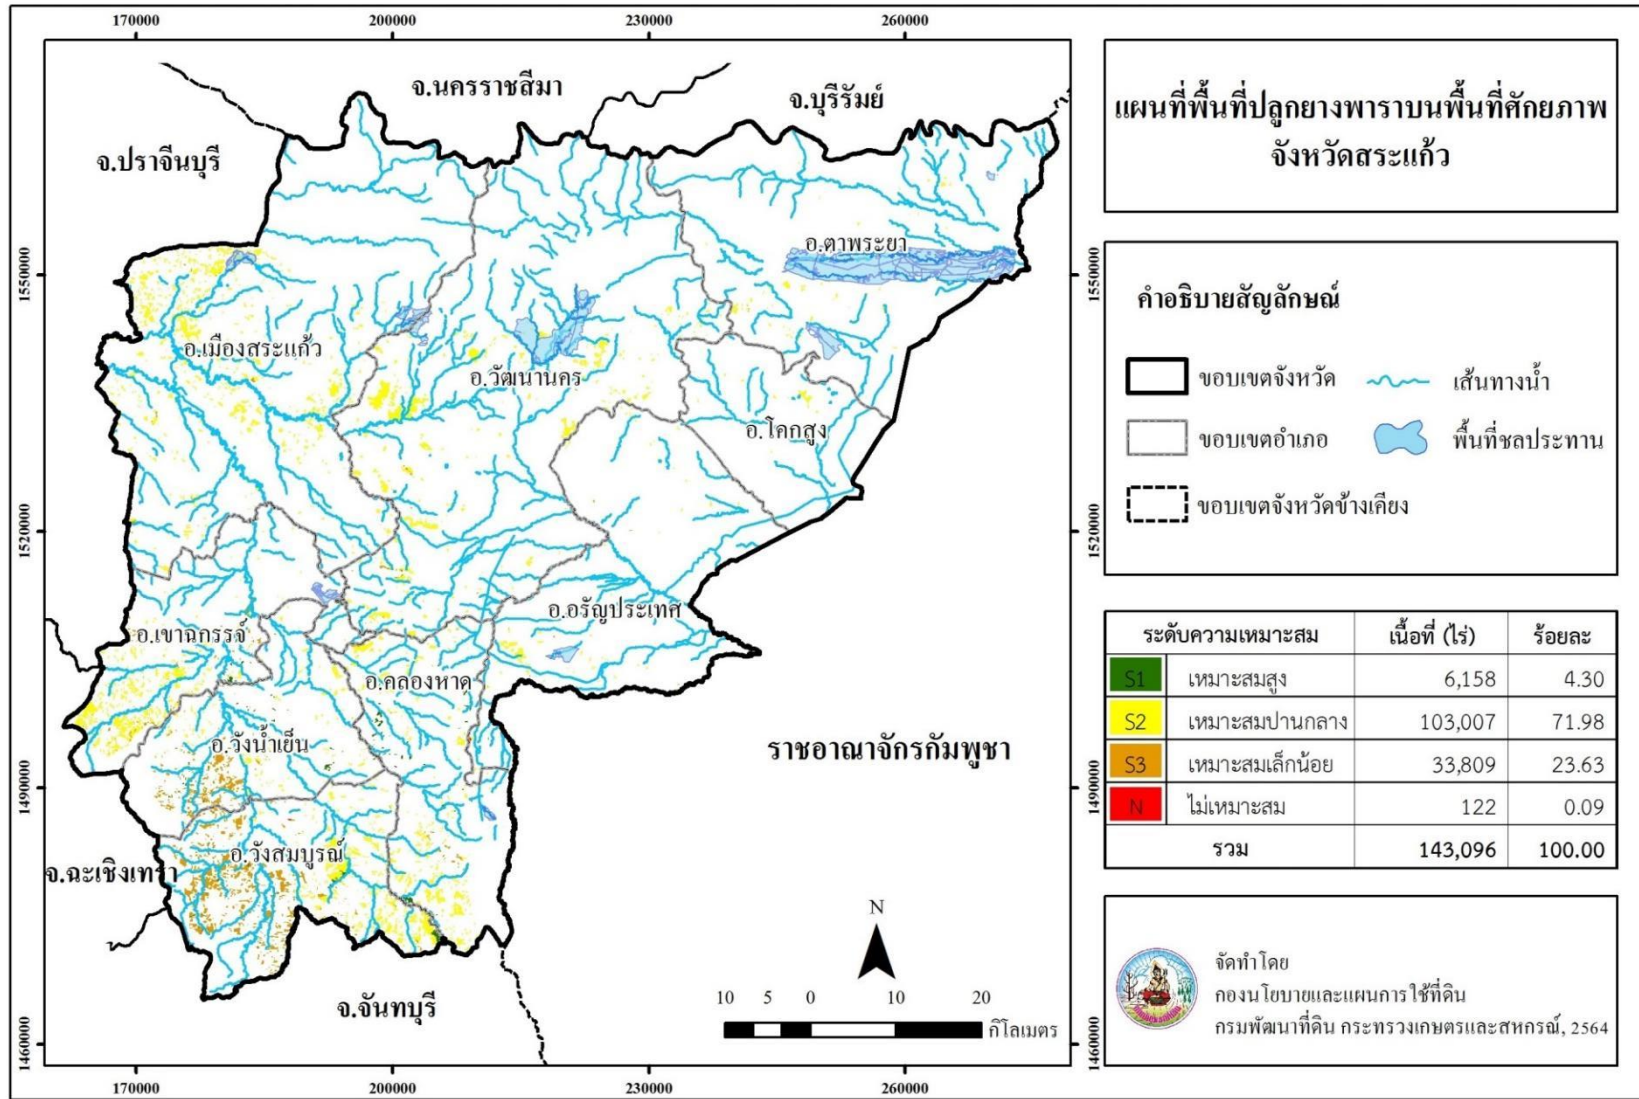 170000 200000 230000 260000
จ.นครราชสีมา
จ.บุรีรัมย์
จ.ปราจีนบุรี
อ.ตาพระยา
1550000 1550000
อ.เมืองสระแก้ว
อ.วัฒนานคร
อ.โคกสูง
1520000 1520000
อ.อรัญประเทศ
อ.เขาฉกรรจ์
อ.คลองหาด
อ.วังน้ำเย็น
ราชอาณาจักรกัมพูชา
1490000 1490000
อ.วังสมบูรณ์
จ.ฉะเชิงเทรา
N
จ.จันทบุรี
10 5 0 10 20
กิโลเมตร
1460000 1460000
170000 200000 230000 260000
แผนที่พื้นที่ปลูกยางพาราบนพื้นที่ศักยภาพ
จังหวัดสระแก้ว
คำอธิบายสัญลักษณ์
ขอบเขตจังหวัด เส้นทางน้ำ
ขอบเขตอำเภอ พื้นที่ชลประทาน
ขอบเขตจังหวัดข้างเคียง
ระดับความเหมาะสม เนื้อที่ (ไร่) ร้อยละ
S1 เหมาะสมสูง 6,158 4.30
S2 เหมาะสมปานกลาง 103,007 71.98
S3 เหมาะสมเล็กน้อย 33,809 23.63
N ไม่เหมาะสม 122 0.09
รวม 143,096 100.00
จัดทำโดย
กองนโยบายและแผนการใช้ที่ดิน
กรมพัฒนาที่ดิน กระทรวงเกษตรและสหกรณ์, 2564